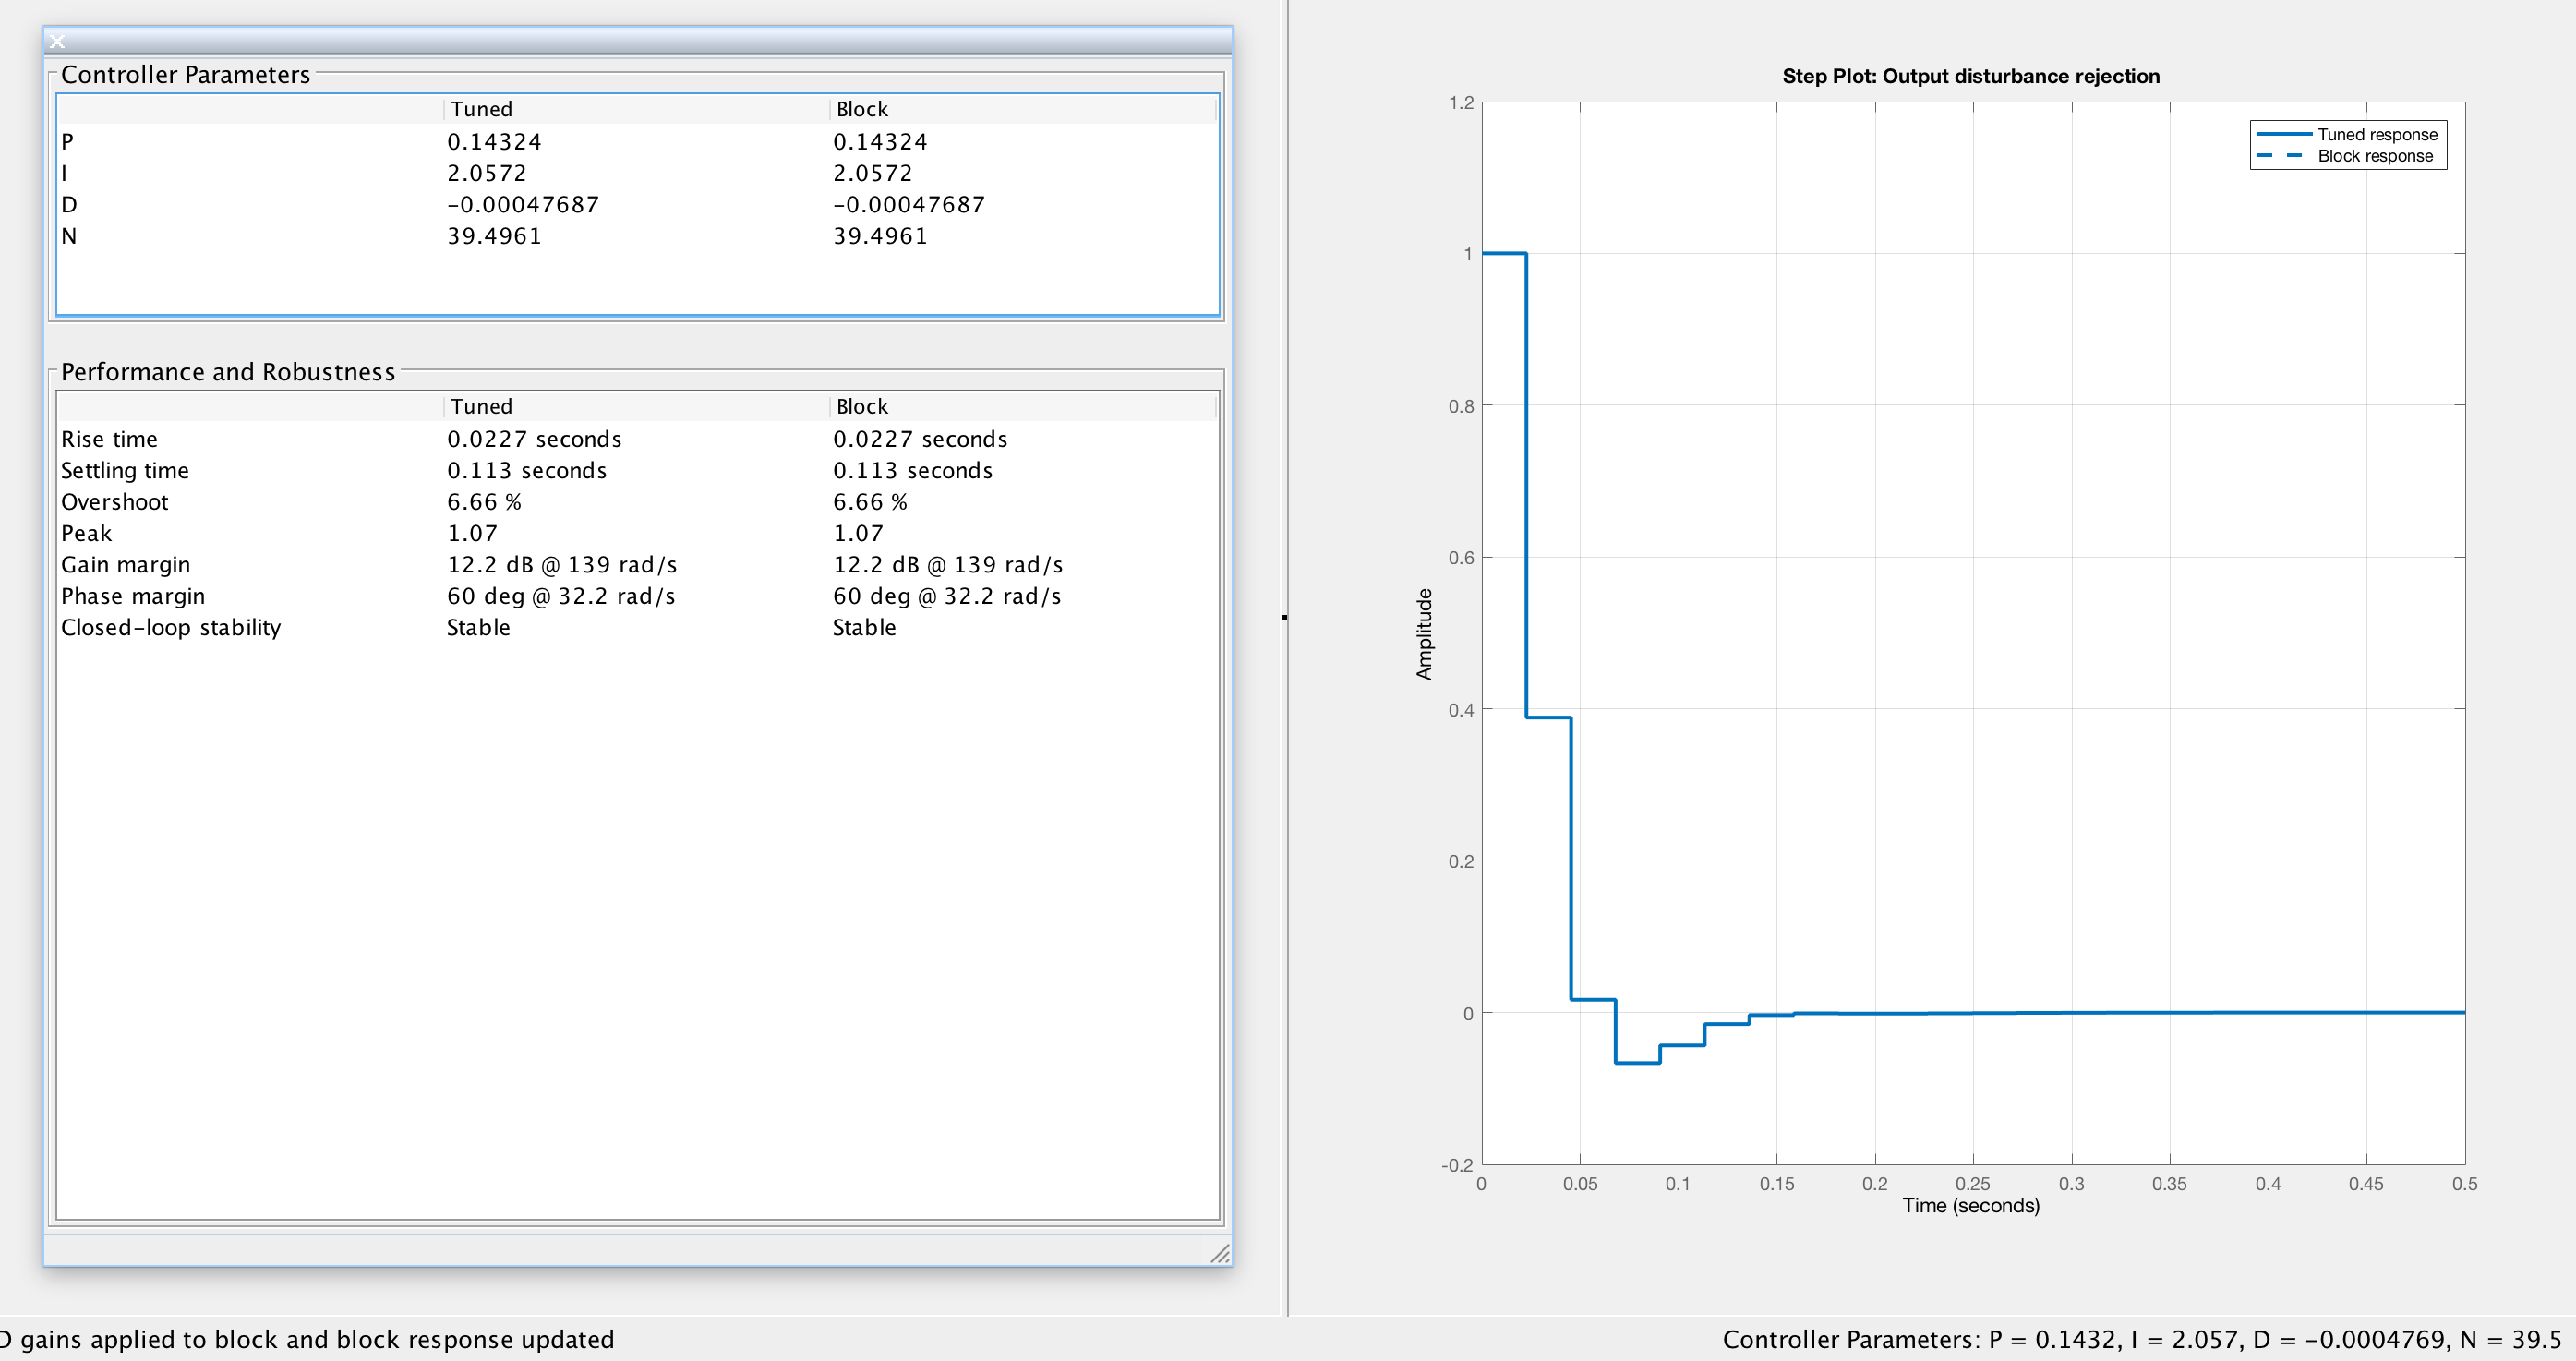 Controller Parameters
Tuned Block
P 0.14324 0.14324
I 2.0572 2.0572
D -0.00047687 -0.00047687
N 39.4961 39.4961
Performance and Robustness
Tuned Block
Rise time 0.0227 seconds 0.0227 seconds
Settling time 0.113 seconds 0.113 seconds
Overshoot 6.66 % 6.66 %
Peak 1.07 1.07
Gain margin 12.2 dB @ 139 rad/s 12.2 dB @ 139 rad/s
Phase margin 60 deg @ 32.2 rad/s 60 deg @ 32.2 rad/s
Closed-loop stability Stable Stable
Step Plot: Output disturbance rejection
Tuned response
Block response
1.2
1
0.8
0.6
0.4
0.2
0
-0.2
Amplitude
0 0.05 0.1 0.15 0.2 0.25 0.3 0.35 0.4 0.45 0.5
Time (seconds)
D gains applied to block and block response updated
Controller Parameters: P = 0.1432, I = 2.057, D = -0.0004769, N = 39.5